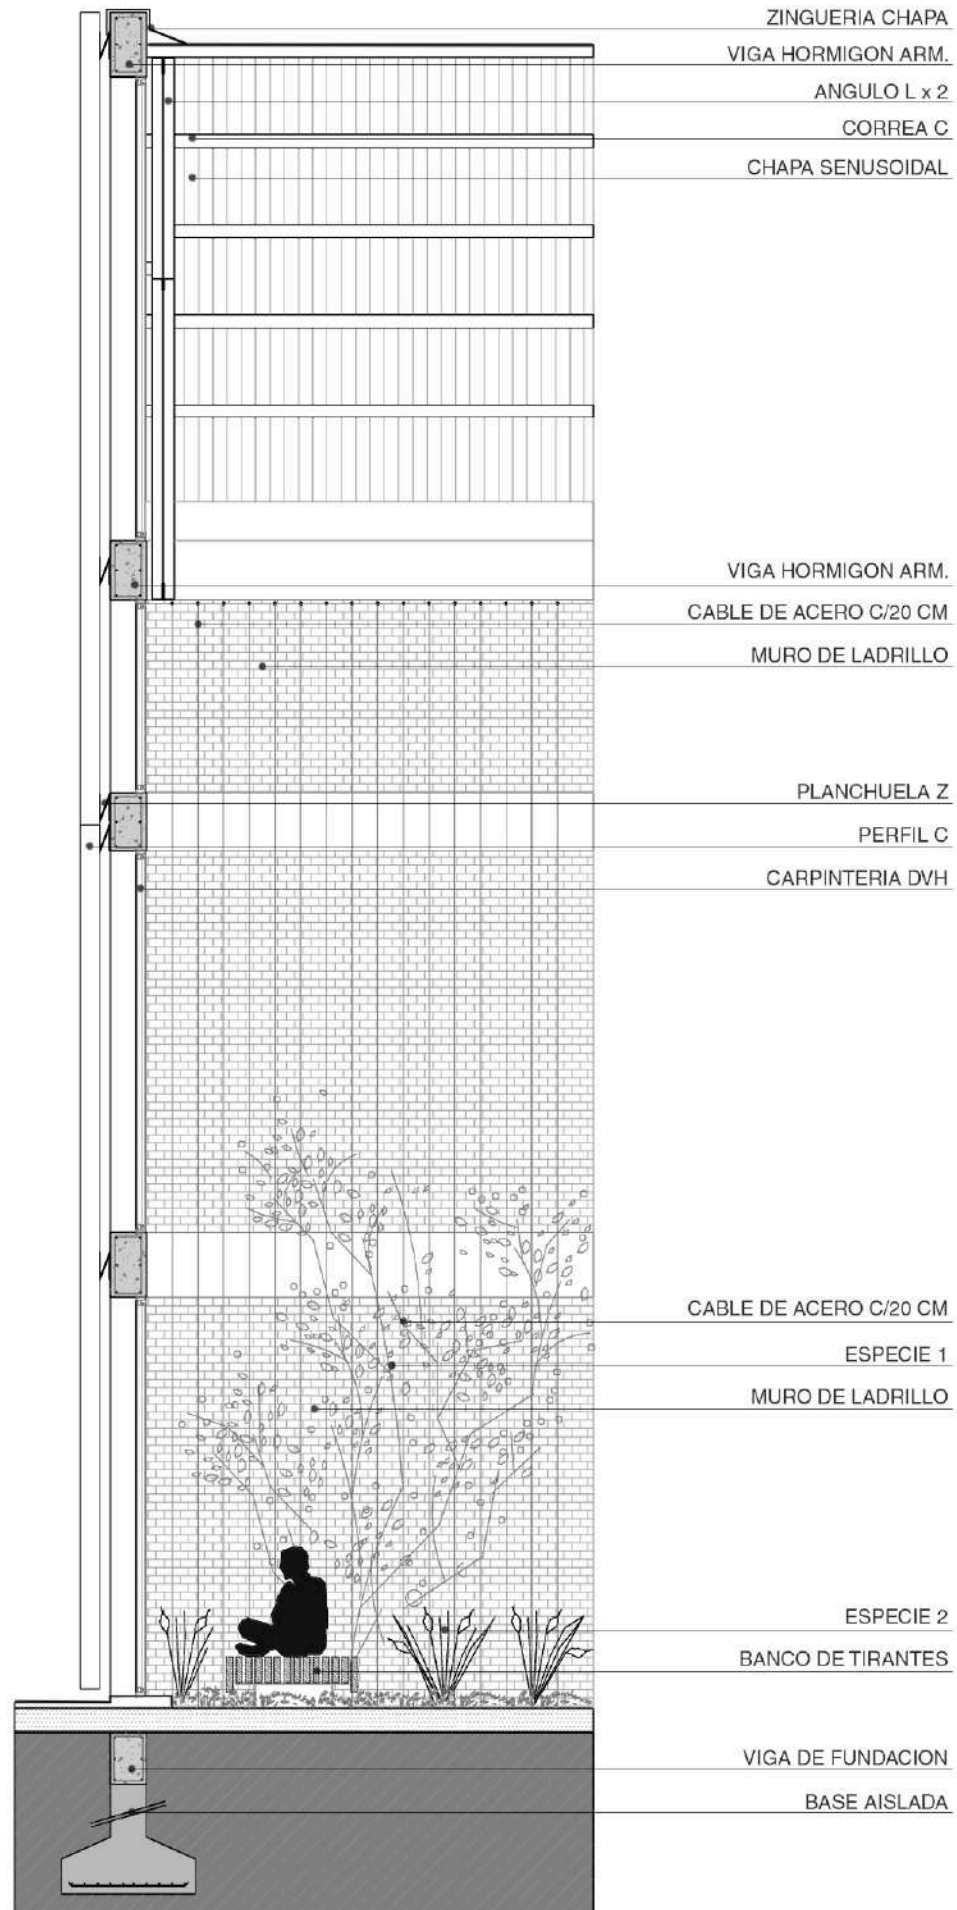 ZINGUERIA CHAPA
VIGA HORMIGON ARM.
ANGULO L x 2
CORREA C
CHAPA SENUSOIDAL
VIGA HORMIGON ARM.
CABLE DE ACERO C/20 CM
MURO DE LADRILLO
PLANCHUELA Z
PERFIL C
CARPINTERIA DVH
CABLE DE ACERO C/20 CM
ESPECIE 1
MURO DE LADRILLO
ESPECIE 2
BANCO DE TIRANTES
VIGA DE FUNDACION
BASE AISLADA